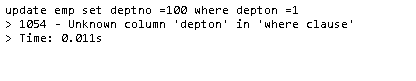 update emp set deptno =100 where depton =1
> 1054 - Unknown column 'depton' in 'where clause'
> Time: 0.011s